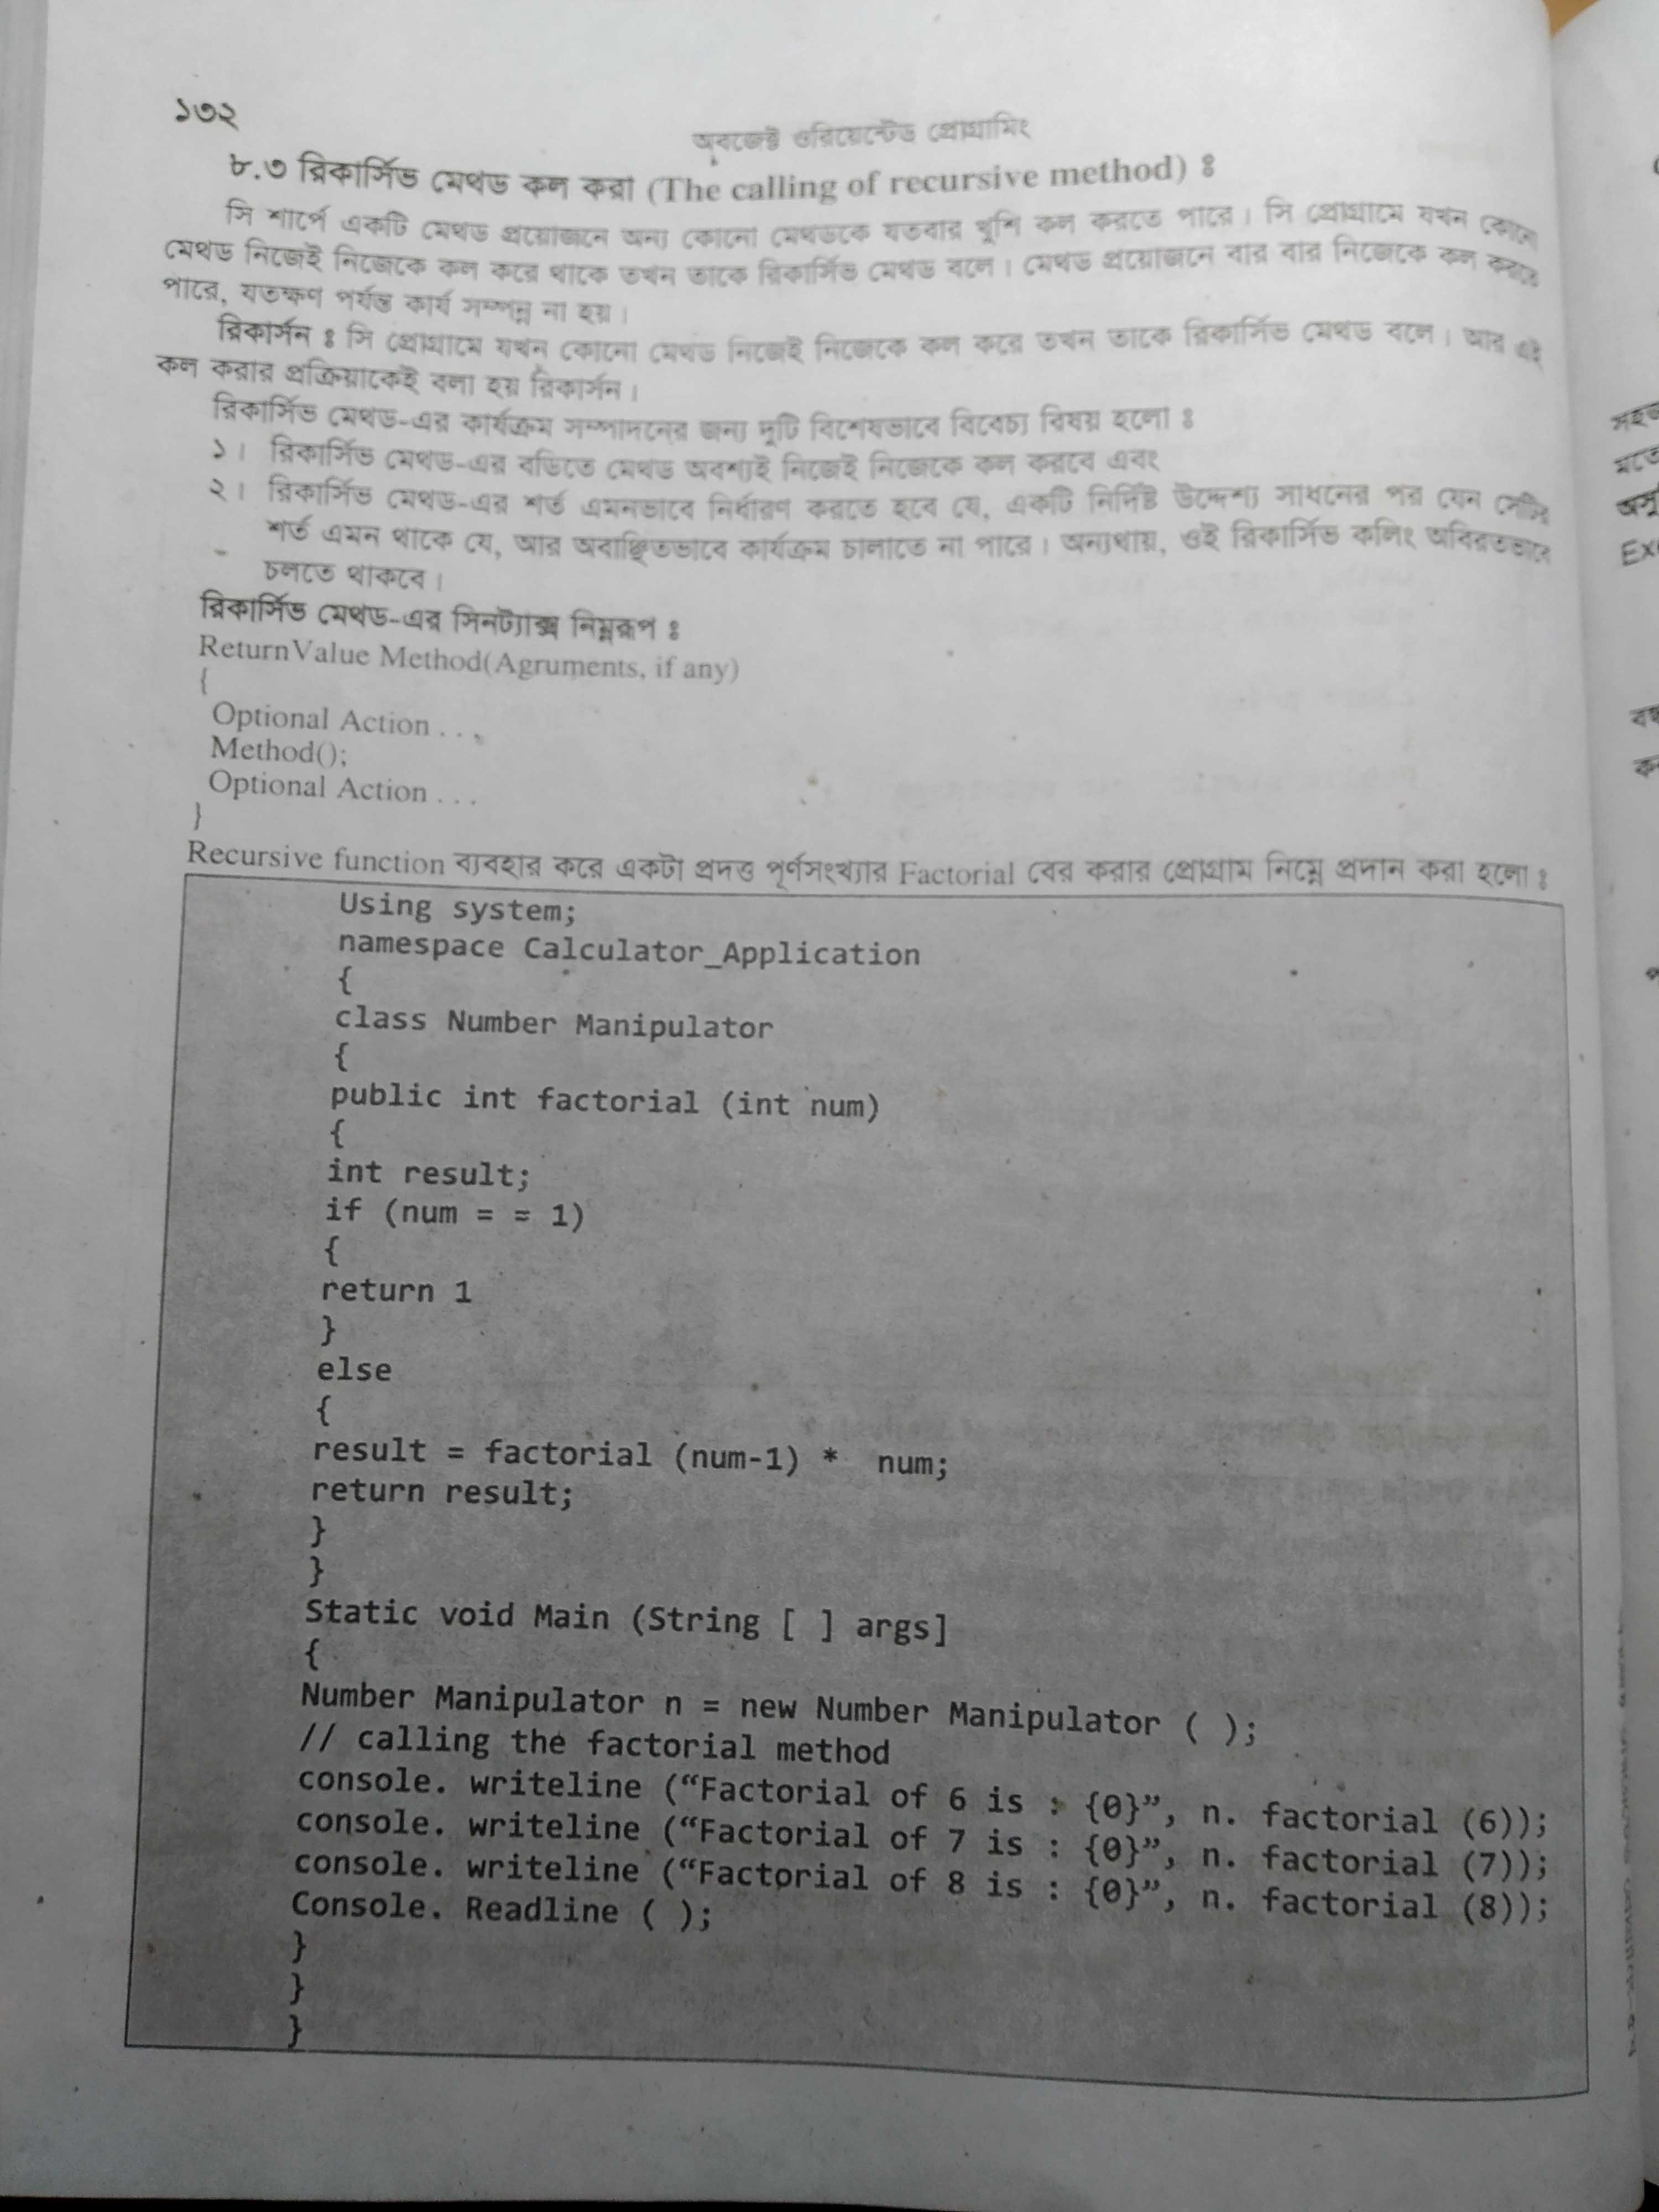 ১৩২
অবজেক্ট ওরিয়েন্টেড প্রোগ্রামিং
৮.৩ রিকার্সিভ মেথড কল করা (The calling of recursive method) ঃ
সি শার্পে একটি মেথড প্রয়োজনে অন্য কোনো মেথডকে যতবার খুশি কল করতে পারে। সি প্রোগ্রামে যখন কোনো
মেথড নিজেই নিজেকে কল করে থাকে তখন তাকে রিকার্সিভ মেথড বলে। মেথড প্রয়োজনে বার বার নিজেকে কল করতে
পারে, যতক্ষণ পর্যন্ত কার্য সম্পন্ন না হয়।
রিকার্সন ঃ সি প্রোগ্রামে যখন কোনো মেথড নিজেই নিজেকে কল করে তখন তাকে রিকার্সিভ মেথড বলে। আর এই
কল করার প্রক্রিয়াকেই বলা হয় রিকার্সন।
রিকার্সিভ মেথড-এর কার্যক্রম সম্পাদনের জন্য দুটি বিশেষভাবে বিবেচ্য বিষয় হলো ঃ
১। রিকার্সিভ মেথড-এর বডিতে মেথড অবশ্যই নিজেই নিজেকে কল করবে এবং
২। রিকার্সিভ মেথড-এর শর্ত এমনভাবে নির্ধারণ করতে হবে যে, একটি নির্দিষ্ট উদ্দেশ্য সাধনের পর যেন সেটির
শর্ত এমন থাকে যে, আর অবাঞ্ছিতভাবে কার্যক্রম চালাতে না পারে। অন্যথায়, ওই রিকার্সিভ কলিং অবিরতভাবে
চলতে থাকবে।
রিকার্সিভ মেথড-এর সিনট্যাক্স নিম্নরূপ ঃ
ReturnValue Method(Agruments, if any)
{
Optional Action . . .
Method();
Optional Action . . .
}
Recursive function ব্যবহার করে একটা প্রদত্ত পূর্ণসংখ্যার Factorial বের করার প্রোগ্রাম নিম্নে প্রদান করা হলো ঃ
Using system;
namespace Calculator_Application
{
class Number Manipulator
{
public int factorial (int num)
{
int result;
if (num = = 1)
{
return 1
}
else
{
result = factorial (num-1) * num;
return result;
}
}
Static void Main (String [ ] args]
{
Number Manipulator n = new Number Manipulator ( );
// calling the factorial method
console. writeline (“Factorial of 6 is : {0}”, n. factorial (6));
console. writeline (“Factorial of 7 is : {0}”, n. factorial (7));
console. writeline (“Factorial of 8 is : {0}”, n. factorial (8));
Console. Readline ( );
}
}
}